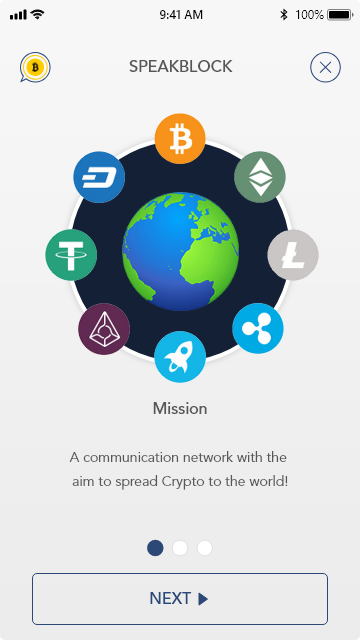 9:41 AM 100%
SPEAKBLOCK
Mission
A communication network with the
aim to spread Crypto to the world!
NEXT